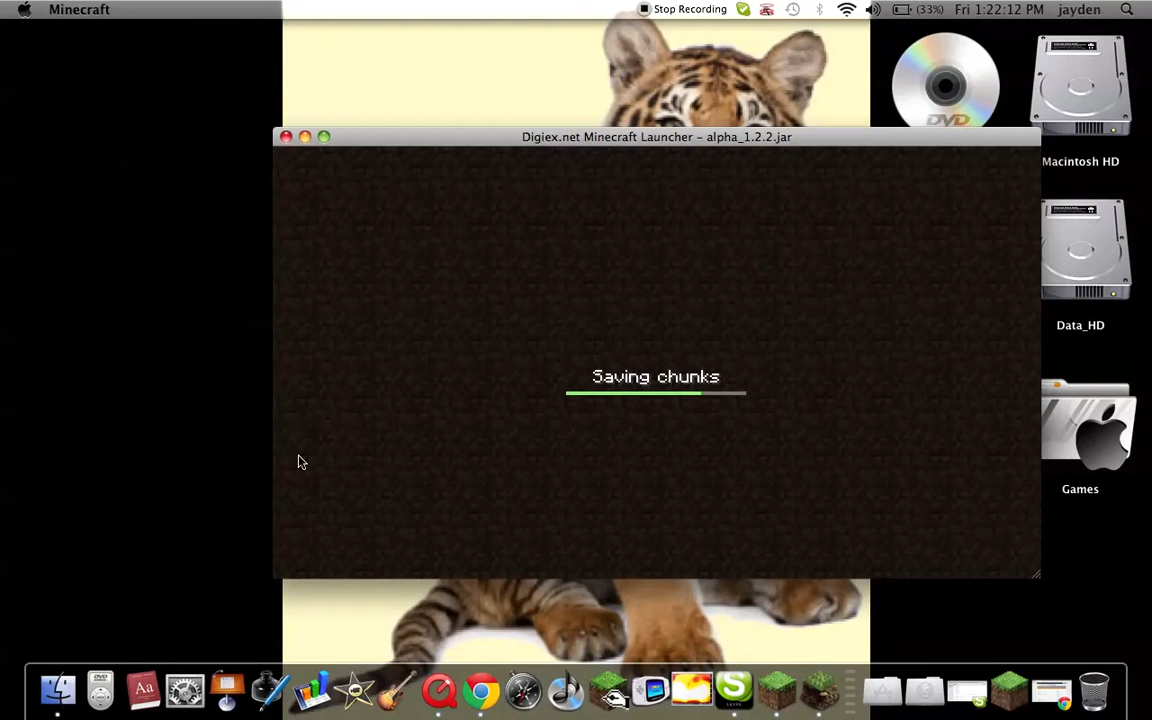 Minecraft
Stop Recording
(33%)
Fri 1:22:12 PM
jayden
Digiex.net Minecraft Launcher – alpha_1.2.2.jar
DVD
Macintosh HD
Saving chunks
Data_HD
Games
Aa